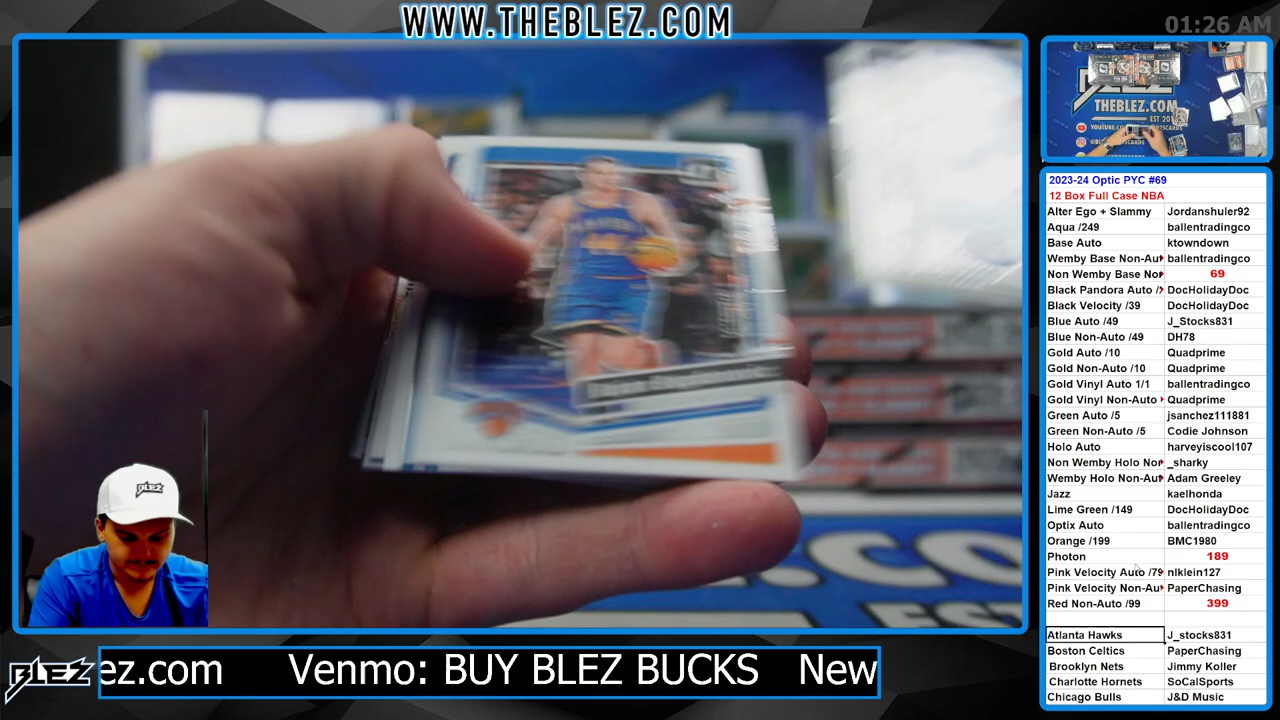 WWW.THEBLEZ.COM
01:26 AM
THEBLEZ.COM
2023-24 Optic PYC #69
12 Box Full Case NBA
Alter Ego + Slammy Jordanshuler92
Aqua /249 ballentradingco
Base Auto ktowndown
Wemby Base Non-Au ballentradingco
Non Wemby Base Nor 69
Black Pandora Auto / DocHolidayDoc
Black Velocity /39 DocHolidayDoc
Blue Auto /49 J_Stocks831
Blue Non-Auto /49 DH78
Gold Auto /10 Quadprime
Gold Non-Auto /10 Quadprime
Gold Vinyl Auto 1/1 ballentradingco
Gold Vinyl Non-Auto Quadprime
Green Auto /5 jsanchez111881
Green Non-Auto /5 Codie Johnson
Holo Auto harveyiscool107
Non Wemby Holo Nor _sharky
Wemby Holo Non-Aut Adam Greeley
Jazz kaelhonda
Lime Green /149 DocHolidayDoc
Optix Auto ballentradingco
Orange /199 BMC1980
Photon 189
Pink Velocity Auto /79 nlklein127
Pink Velocity Non-Au PaperChasing
Red Non-Auto /99 399
Atlanta Hawks J_stocks831
Boston Celtics PaperChasing
Brooklyn Nets Jimmy Koller
Charlotte Hornets SoCalSports
Chicago Bulls J&D Music
BLEZ
BLEZ ez.com Venmo: BUY BLEZ BUCKS New